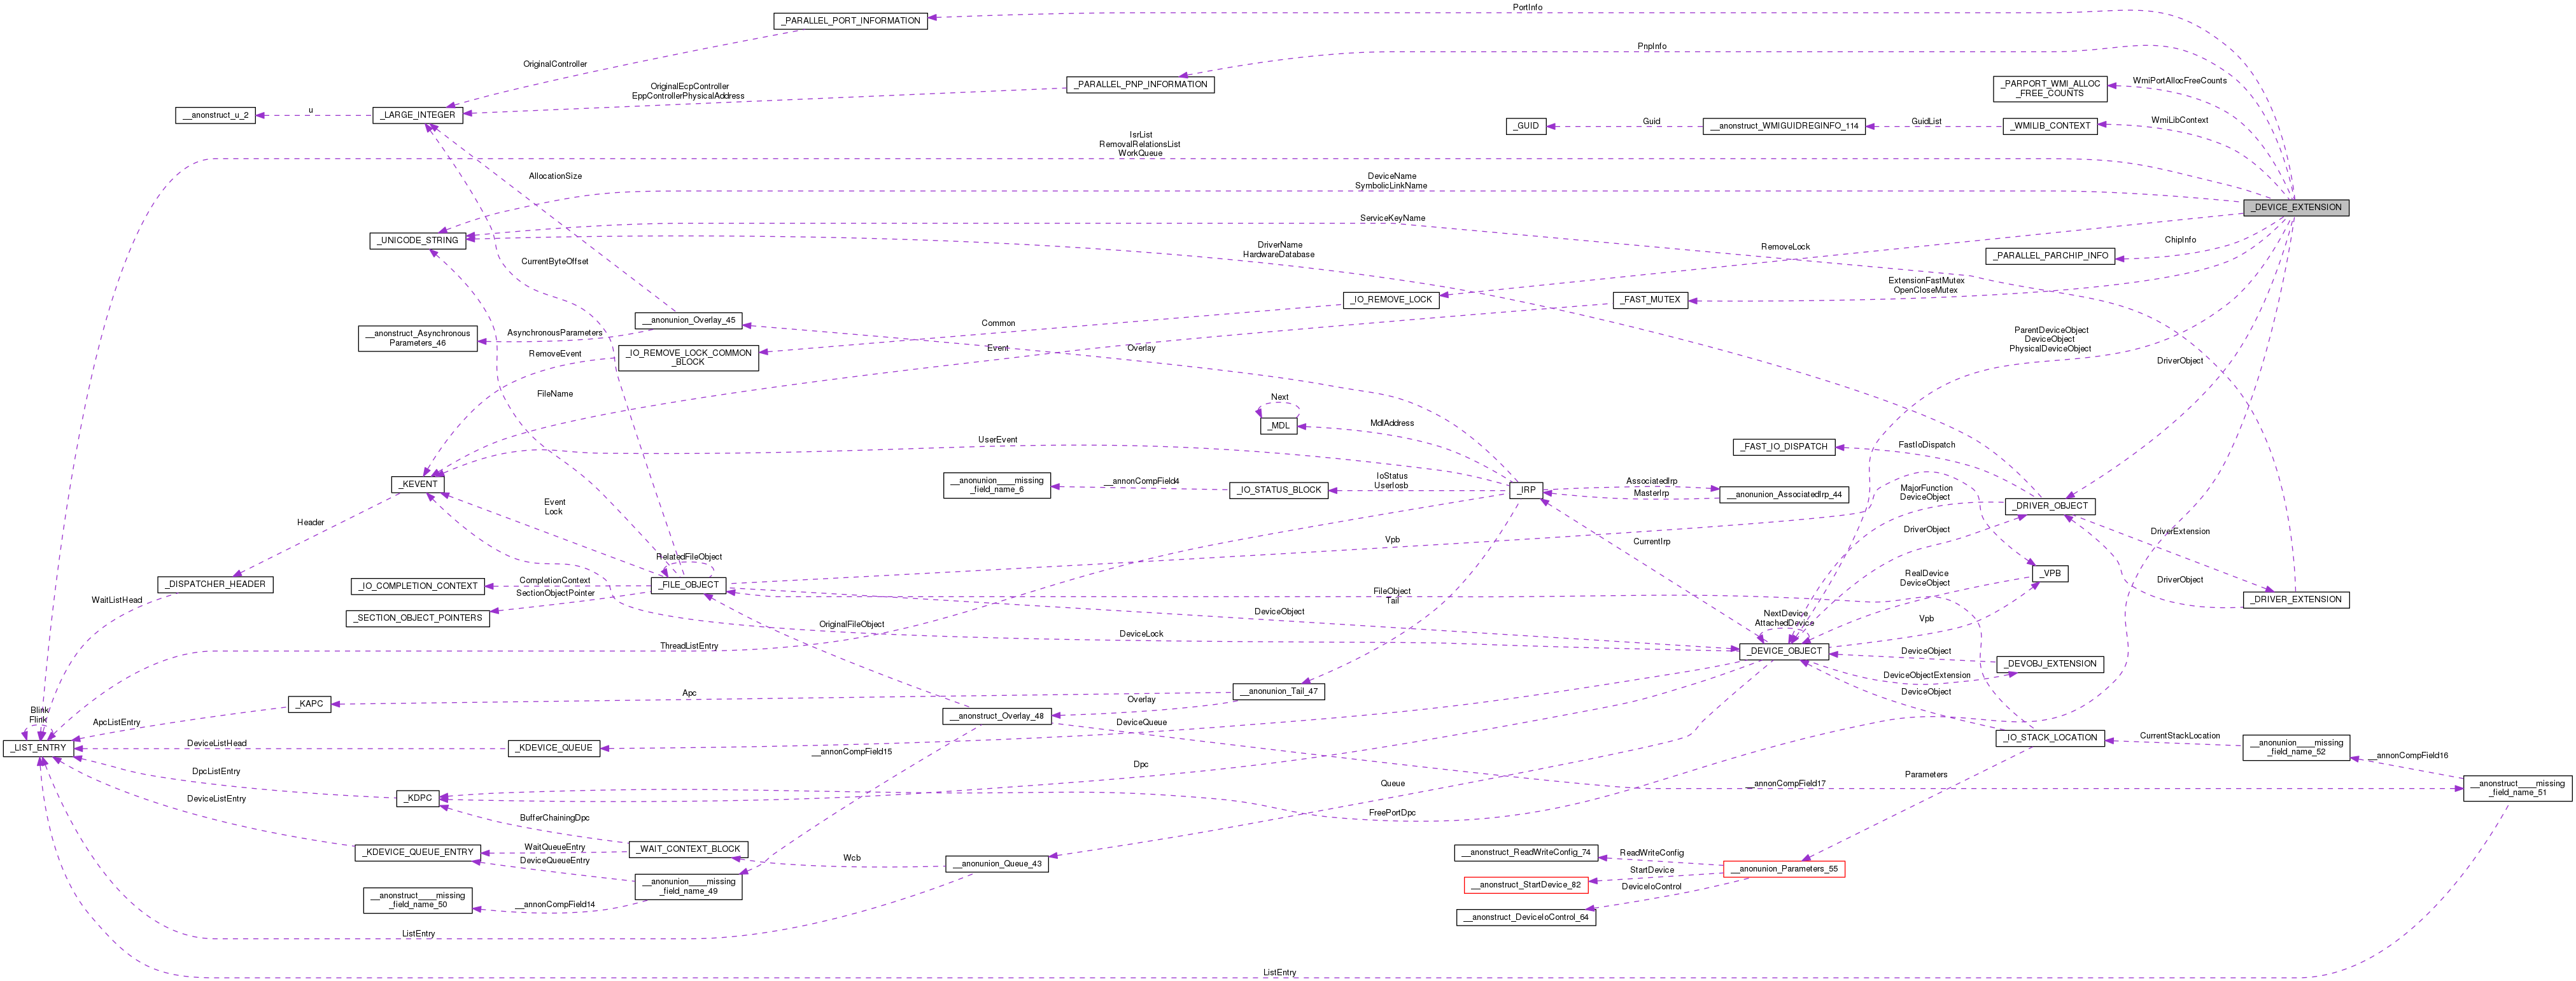 PortInfo
_PARALLEL_PORT_INFORMATION
PnpInfo
OriginalController
_PARALLEL_PNP_INFORMATION
OriginalEcpController
EppControllerPhysicalAddress
WmiPortAllocFreeCounts
_PARPORT_WMI_ALLOC
_FREE_COUNTS
__anonstruct_u_2
u
_LARGE_INTEGER
_GUID
Guid
__anonstruct_WMIGUIDREGINFO_114
GuidList
_WMILIB_CONTEXT
WmiLibContext
IsrList
RemovalRelationsList
WorkQueue
AllocationSize
DeviceName
SymbolicLinkName
_DEVICE_EXTENSION
ServiceKeyName
_UNICODE_STRING
DriverName
HardwareDatabase
RemoveLock
ChipInfo
_PARALLEL_PARCHIP_INFO
CurrentByteOffset
ExtensionFastMutex
OpenCloseMutex
_IO_REMOVE_LOCK
_FAST_MUTEX
__anonunion_Overlay_45
Common
__anonstruct_Asynchronous
Parameters_46
AsynchronousParameters
ParentDeviceObject
DeviceObject
PhysicalDeviceObject
RemoveEvent
_IO_REMOVE_LOCK_COMMON
_BLOCK
Event
Overlay
DriverObject
FileName
Next
_MDL
MdlAddress
UserEvent
_FAST_IO_DISPATCH
FastIoDispatch
_KEVENT
__anonunion____missing
_field_name_6
__annonCompField4
_IO_STATUS_BLOCK
IoStatus
UserIosb
_IRP
AssociatedIrp
MasterIrp
__anonunion_AssociatedIrp_44
MajorFunction
DeviceObject
_DRIVER_OBJECT
Event
Lock
Header
DriverObject
DriverExtension
Vpb
CurrentIrp
RelatedFileObject
_DISPATCHER_HEADER
_IO_COMPLETION_CONTEXT
CompletionContext
_FILE_OBJECT
SectionObjectPointer
RealDevice
DeviceObject
_VPB
DriverObject
_DRIVER_EXTENSION
WaitListHead
_SECTION_OBJECT_POINTERS
FileObject
Tail
DeviceObject
NextDevice
AttachedDevice
Vpb
OriginalFileObject
DeviceLock
ThreadListEntry
_DEVICE_OBJECT
DeviceObject
_DEVOBJ_EXTENSION
DeviceObjectExtension
DeviceObject
__anonunion_Tail_47
Apc
_KAPC
Overlay
Blink
Flink
ApcListEntry
__anonstruct_Overlay_48
DeviceQueue
_LIST_ENTRY
DeviceListHead
_KDEVICE_QUEUE
__annonCompField15
_IO_STACK_LOCATION
CurrentStackLocation
__anonunion____missing
_field_name_52
__annonCompField16
DpcListEntry
Dpc
Parameters
Queue
__annonCompField17
__anonstruct____missing
_field_name_51
DeviceListEntry
_KDPC
BufferChainingDpc
FreePortDpc
_KDEVICE_QUEUE_ENTRY
WaitQueueEntry
_WAIT_CONTEXT_BLOCK
DeviceQueueEntry
Wcb
__anonunion_Queue_43
__anonstruct_ReadWriteConfig_74
ReadWriteConfig
__anonunion_Parameters_55
StartDevice
__anonstruct_StartDevice_82
DeviceIoControl
__anonunion____missing
_field_name_49
__anonstruct____missing
_field_name_50
__annonCompField14
__anonstruct_DeviceIoControl_64
ListEntry
ListEntry